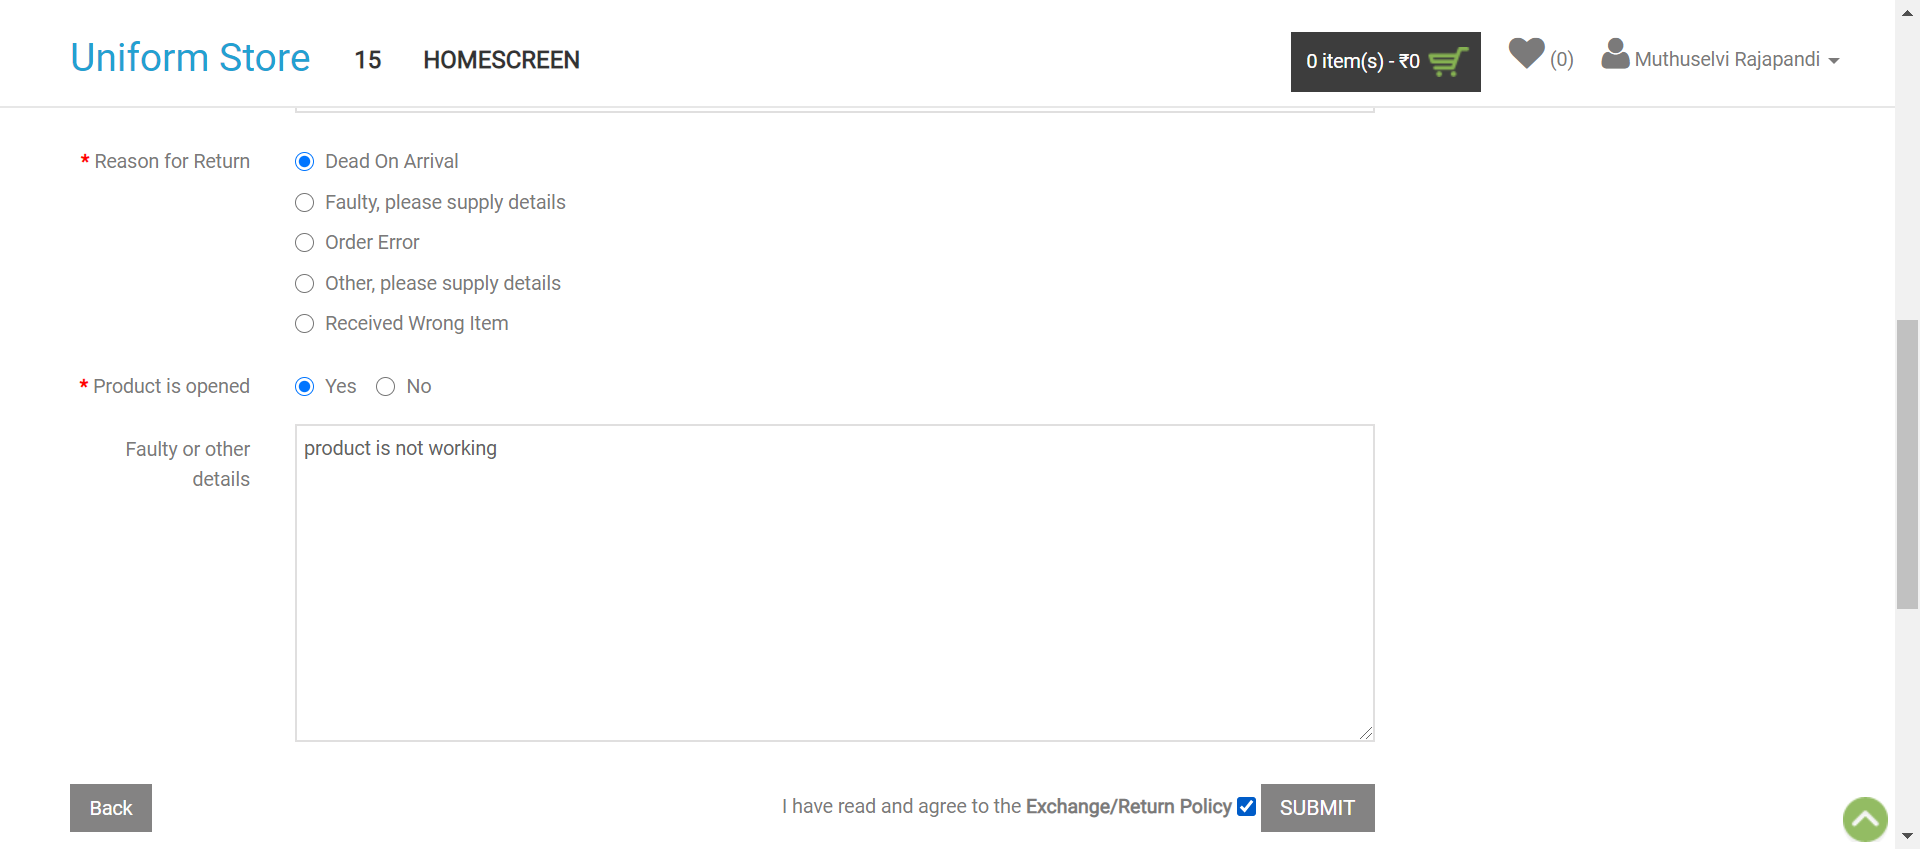 Uniform Store 15 HOMESCREEN 0 item(s) - ₹0 (0) Muthuselvi Rajapandi
* Reason for Return
Dead On Arrival
Faulty, please supply details
Order Error
Other, please supply details
Received Wrong Item
* Product is opened Yes No
Faulty or other
details
product is not working
Back I have read and agree to the Exchange/Return Policy SUBMIT